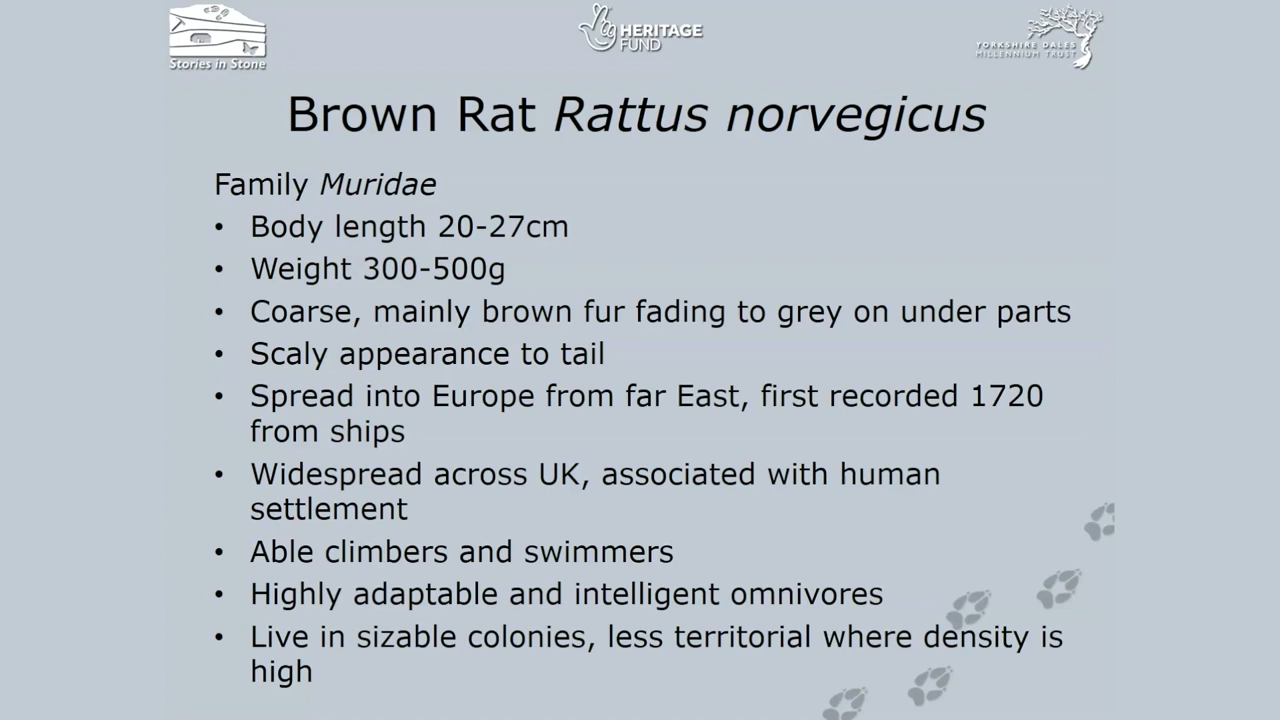 Stories in Stone
HERITAGE
FUND
YORKSHIRE DALES
MILLENNIUM TRUST
Brown Rat Rattus norvegicus
Family Muridae
• Body length 20-27cm
• Weight 300-500g
• Coarse, mainly brown fur fading to grey on under parts
• Scaly appearance to tail
• Spread into Europe from far East, first recorded 1720
from ships
• Widespread across UK, associated with human
settlement
• Able climbers and swimmers
• Highly adaptable and intelligent omnivores
• Live in sizable colonies, less territorial where density is
high